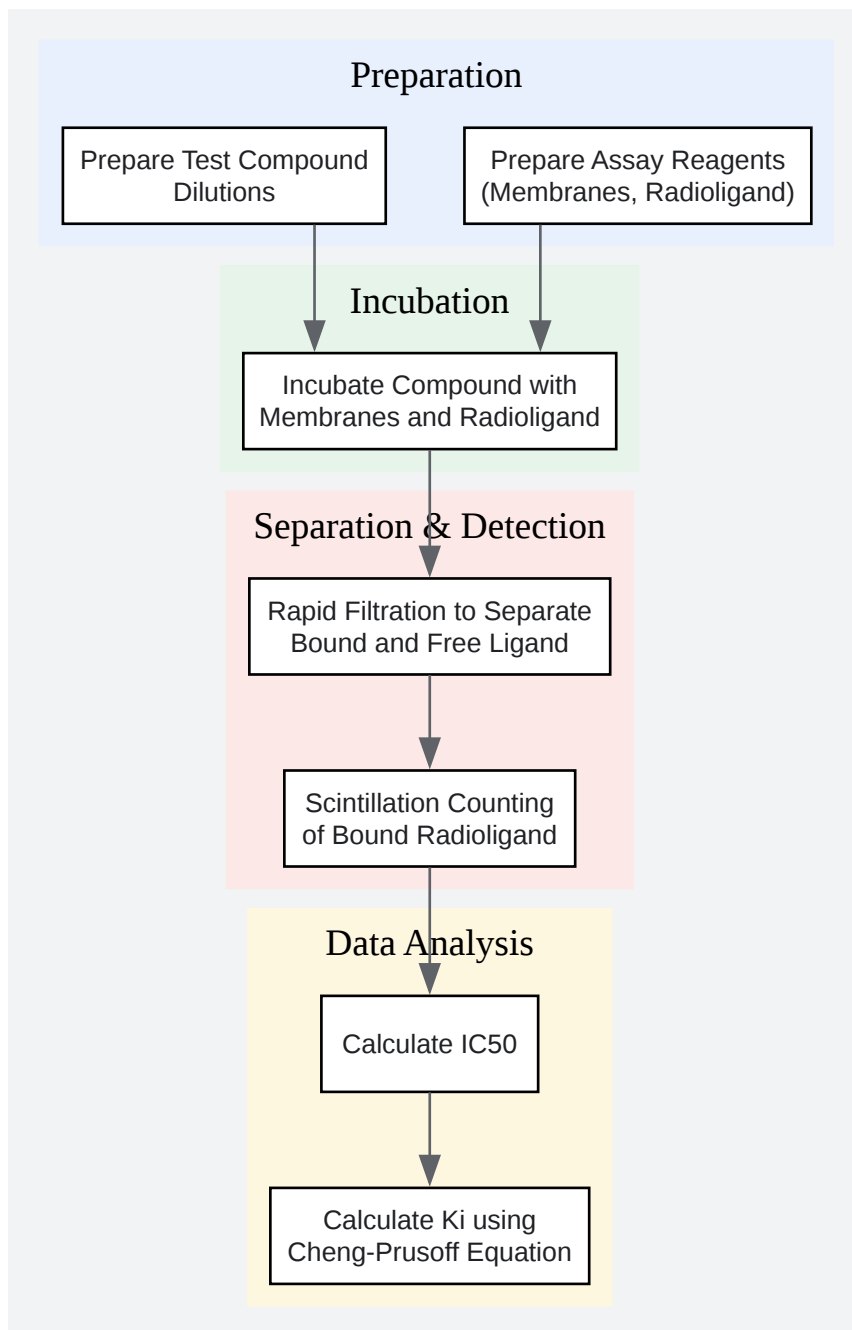 Preparation
Prepare Test Compound
Dilutions
Prepare Assay Reagents
(Membranes, Radioligand)
Incubation
Incubate Compound with
Membranes and Radioligand
Separation & Detection
Rapid Filtration to Separate
Bound and Free Ligand
Scintillation Counting
of Bound Radioligand
Data Analysis
Calculate IC50
Calculate Ki using
Cheng-Prusoff Equation